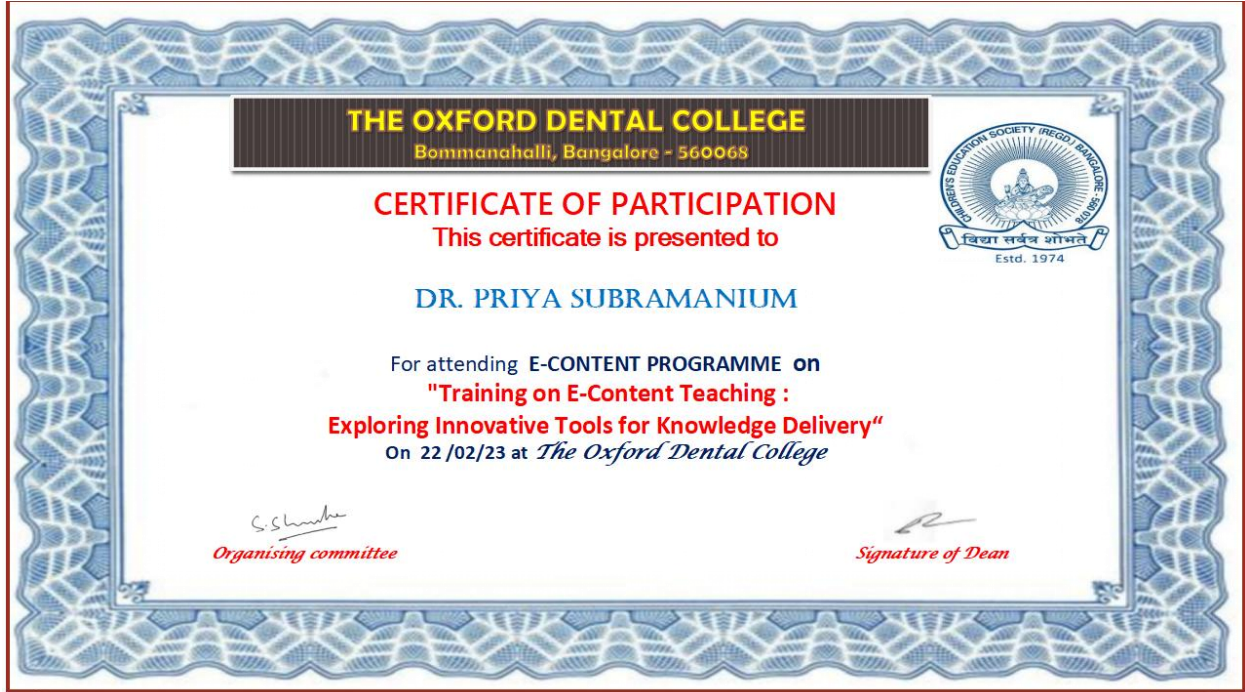 THE OXFORD DENTAL COLLEGE
Bommanahalli, Bangalore - 560068
CHILDREN'S EDUCATION SOCIETY (REGD.) BANGALORE-560 078
विद्या सर्वत्र शोभते
Estd. 1974
CERTIFICATE OF PARTICIPATION
This certificate is presented to
DR. PRIYA SUBRAMANIUM
For attending E-CONTENT PROGRAMME on
"Training on E-Content Teaching :
Exploring Innovative Tools for Knowledge Delivery“
On 22 /02/23 at The Oxford Dental College
Organising committee
Signature of Dean